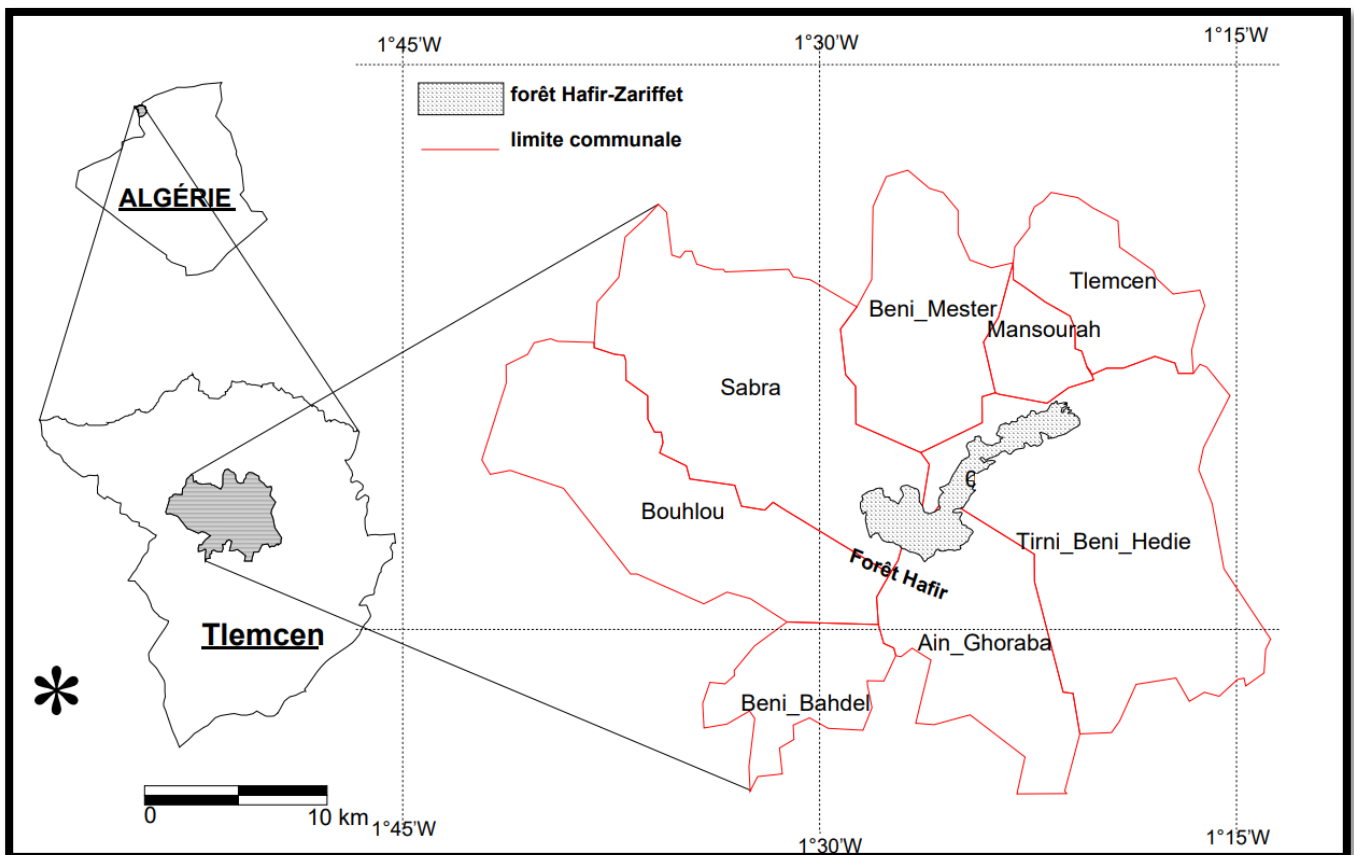 1°45'W
1°30'W
1°15'W
forêt Hafir-Zariffet
limite communale
ALGÉRIE
Tlemcen
Beni_Mester
Mansourah
Sabra
Bouhlou
Tirni_Beni_Hedie
Forêt Hafir
Tlemcen
Ain_Ghoraba
Beni_Bahdel
0
10 km
1°45'W
1°30'W
1°15'W